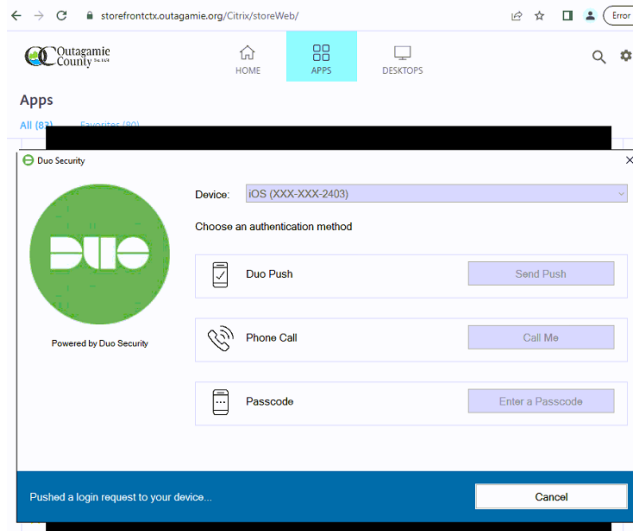 storefrontctx.outagamie.org/Citrix/storeWeb/
Error
Outagamie
County
HOME
APPS
DESKTOPS
Apps
All (83)
Favorites (80)
Duo Security
Device:
iOS (XXX-XXX-2403)
Choose an authentication method
DUO
Duo Push
Send Push
Phone Call
Call Me
Powered by Duo Security
Passcode
Enter a Passcode
Pushed a login request to your device...
Cancel